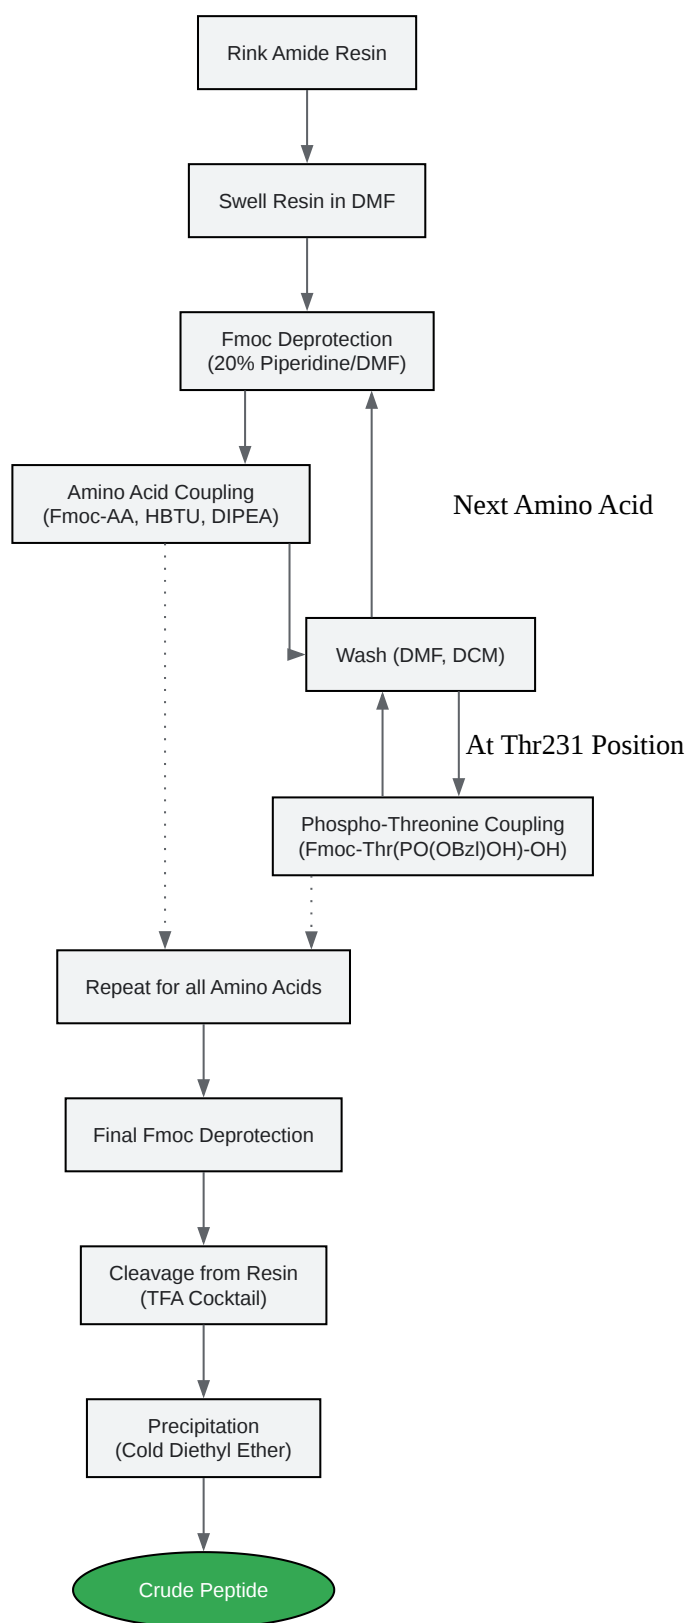 Rink Amide Resin
Swell Resin in DMF
Fmoc Deprotection
(20% Piperidine/DMF)
Amino Acid Coupling
(Fmoc-AA, HBTU, DIPEA)
Next Amino Acid
Wash (DMF, DCM)
At Thr231 Position
Phospho-Threonine Coupling
(Fmoc-Thr(PO(OBzl)OH)-OH)
Repeat for all Amino Acids
Final Fmoc Deprotection
Cleavage from Resin
(TFA Cocktail)
Precipitation
(Cold Diethyl Ether)
Crude Peptide